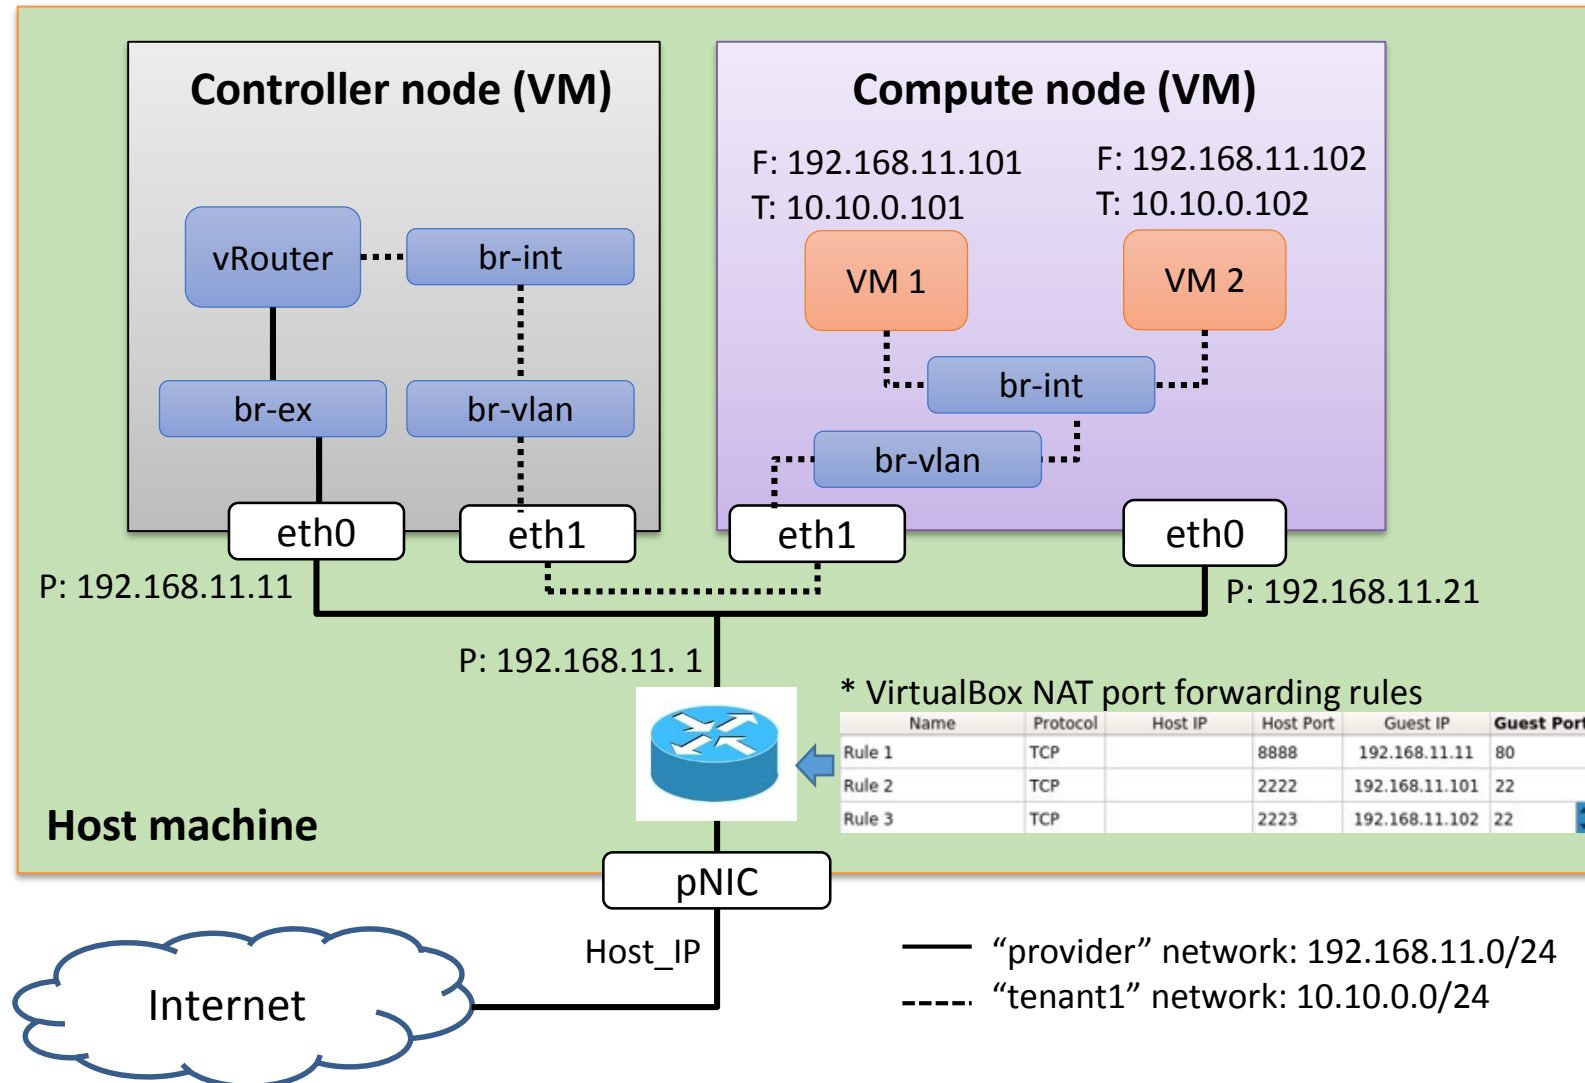 Controller node (VM)
Compute node (VM)
F: 192.168.11.101
T: 10.10.0.101
F: 192.168.11.102
T: 10.10.0.102
vRouter
br-int
VM 1
VM 2
br-ex
br-vlan
br-int
br-vlan
eth0
eth1
eth1
eth0
P: 192.168.11.11
P: 192.168.11.21
P: 192.168.11. 1
* VirtualBox NAT port forwarding rules
Name Protocol Host IP Host Port Guest IP Guest Port
Rule 1 TCP 8888 192.168.11.11 80
Rule 2 TCP 2222 192.168.11.101 22
Rule 3 TCP 2223 192.168.11.102 22
Host machine
pNIC
Host_IP
Internet
“provider” network: 192.168.11.0/24
“tenant1” network: 10.10.0.0/24